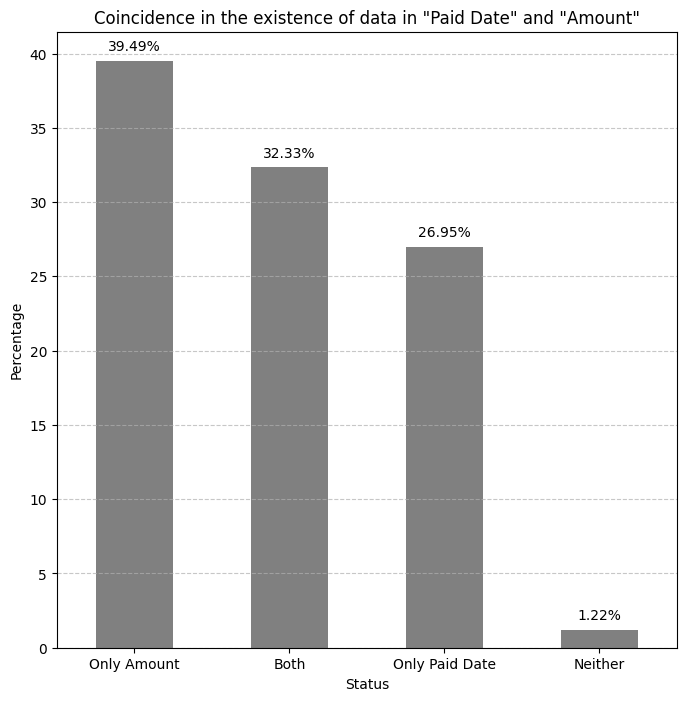 Coincidence in the existence of data in "Paid Date" and "Amount"
Percentage
40
35
30
25
20
15
10
5
0
39.49%
32.33%
26.95%
1.22%
Only Amount
Both
Only Paid Date
Neither
Status